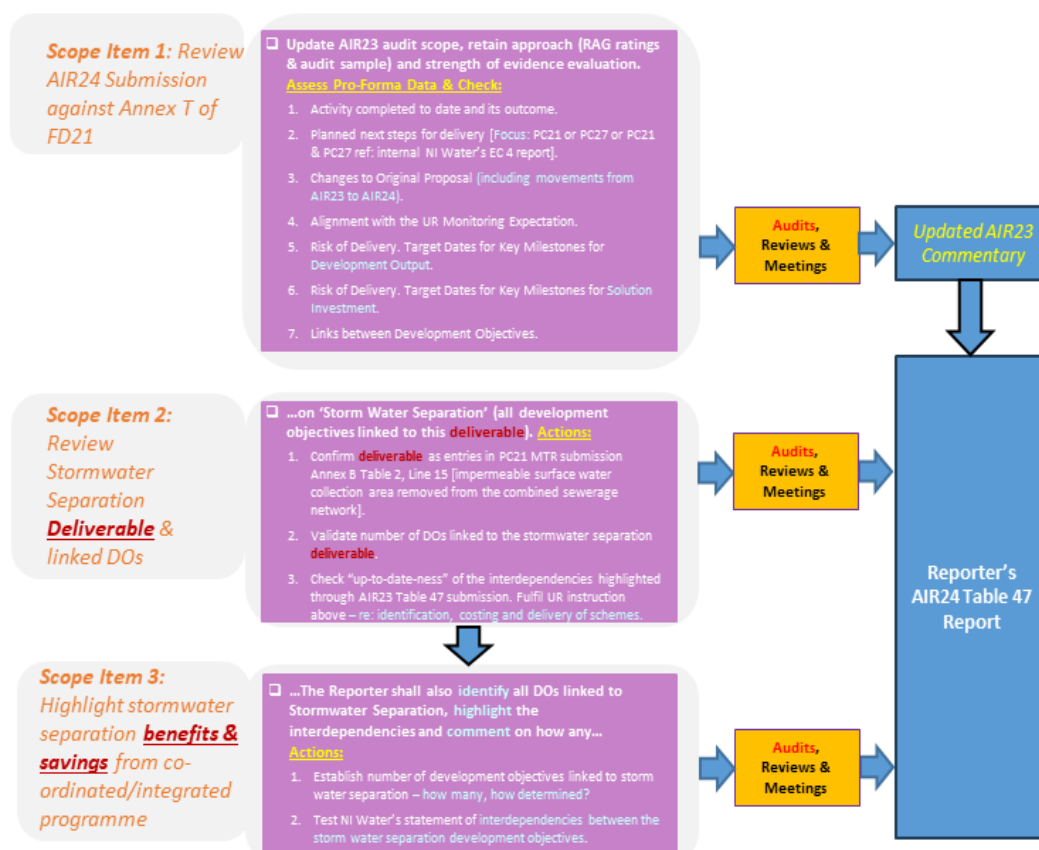 Scope Item 1: Review
AIR24 Submission
against Annex T of
FD21
Update AIR23 audit scope, retain approach (RAG ratings
& audit sample) and strength of evidence evaluation.
Assess Pro-Forma Data & Check:
1. Activity completed to date and its outcome.
2. Planned next steps for delivery [Focus: PC21 or PC27 or PC21
& PC27 ref: internal NI Water's EC 4 report].
3. Changes to Original Proposal (including movements from
AIR23 to AIR24).
4. Alignment with the UR Monitoring Expectation.
5. Risk of Delivery. Target Dates for Key Milestones for
Development Output.
6. Risk of Delivery. Target Dates for Key Milestones for Solution
Investment.
7. Links between Development Objectives.
Audits,
Reviews &
Meetings
Updated AIR23
Commentary
Scope Item 2:
Review
Stormwater
Separation
Deliverable &
linked DOs
...on 'Storm Water Separation' (all development
objectives linked to this deliverable). Actions:
1. Confirm deliverable as entries in PC21 MTR submission
Annex B Table 2, Line 15 [impermeable surface water
collection area removed from the combined sewerage
network].
2. Validate number of DOs linked to the stormwater separation
deliverable.
3. Check "up-to-date-ness" of the interdependencies highlighted
through AIR23 Table 47 submission. Fulfil UR instruction
above – re: identification, costing and delivery of schemes.
Audits,
Reviews &
Meetings
Reporter's
AIR24 Table 47
Report
Scope Item 3:
Highlight stormwater
separation benefits &
savings from co-
ordinated/integrated
programme
...The Reporter shall also identify all DOs linked to
Stormwater Separation, highlight the
interdependencies and comment on how any...
Actions:
1. Establish number of development objectives linked to storm
water separation – how many, how determined?
2. Test NI Water's statement of interdependencies between the
storm water separation development objectives.
Audits,
Reviews &
Meetings